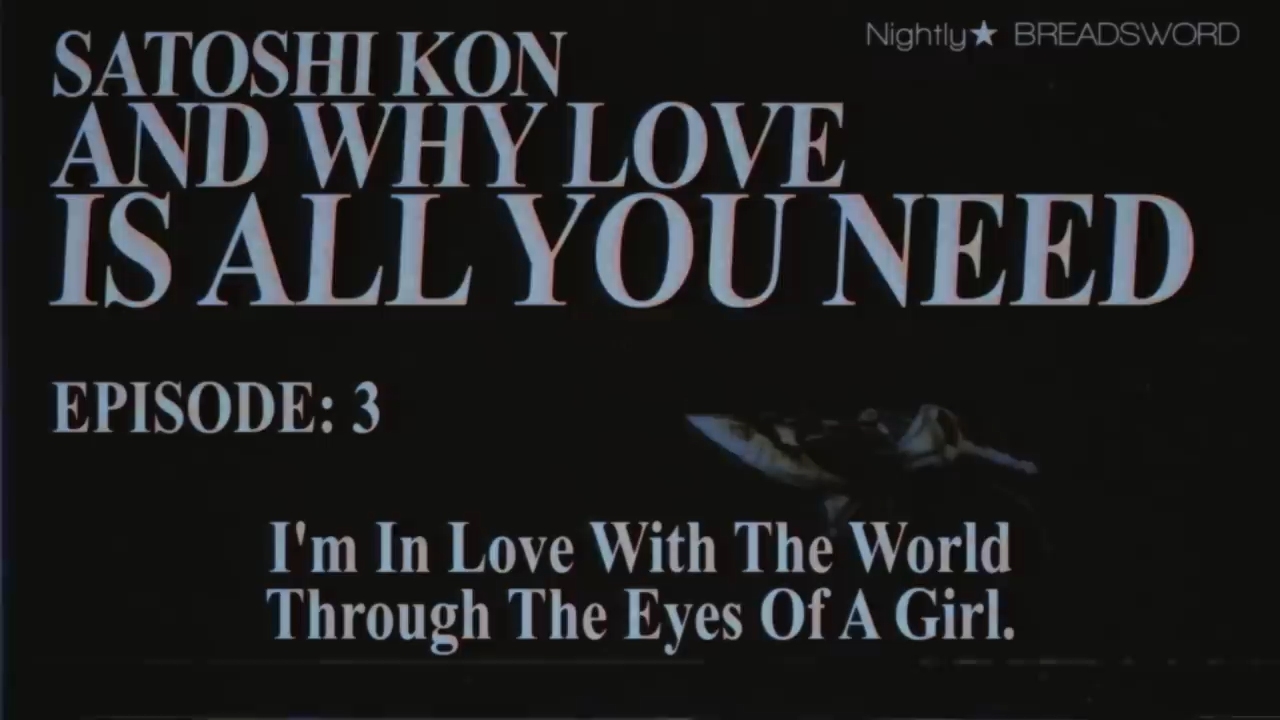 Nightly★ BREADSWORD
SATOSHI KON
AND WHY LOVE
IS ALL YOU NEED
EPISODE: 3
I'm In Love With The World
Through The Eyes Of A Girl.